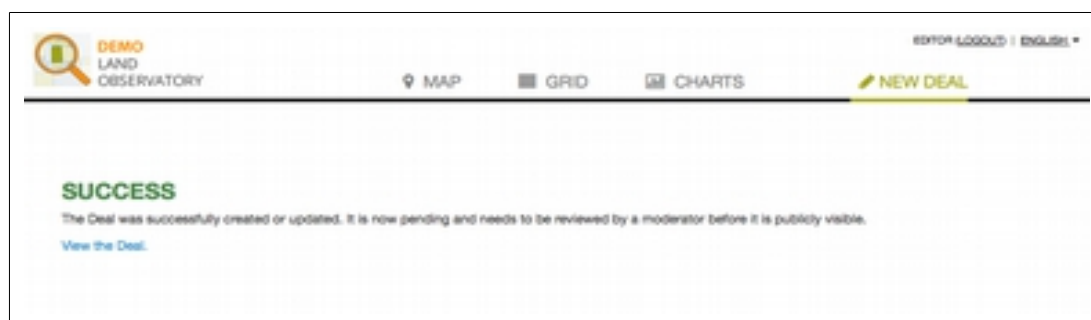 EDITOR (LOGOUT) | ENGLISH
DEMO
LAND
OBSERVATORY
MAP GRID CHARTS NEW DEAL
SUCCESS
The Deal was successfully created or updated. It is now pending and needs to be reviewed by a moderator before it is publicly visible.
View the Deal.